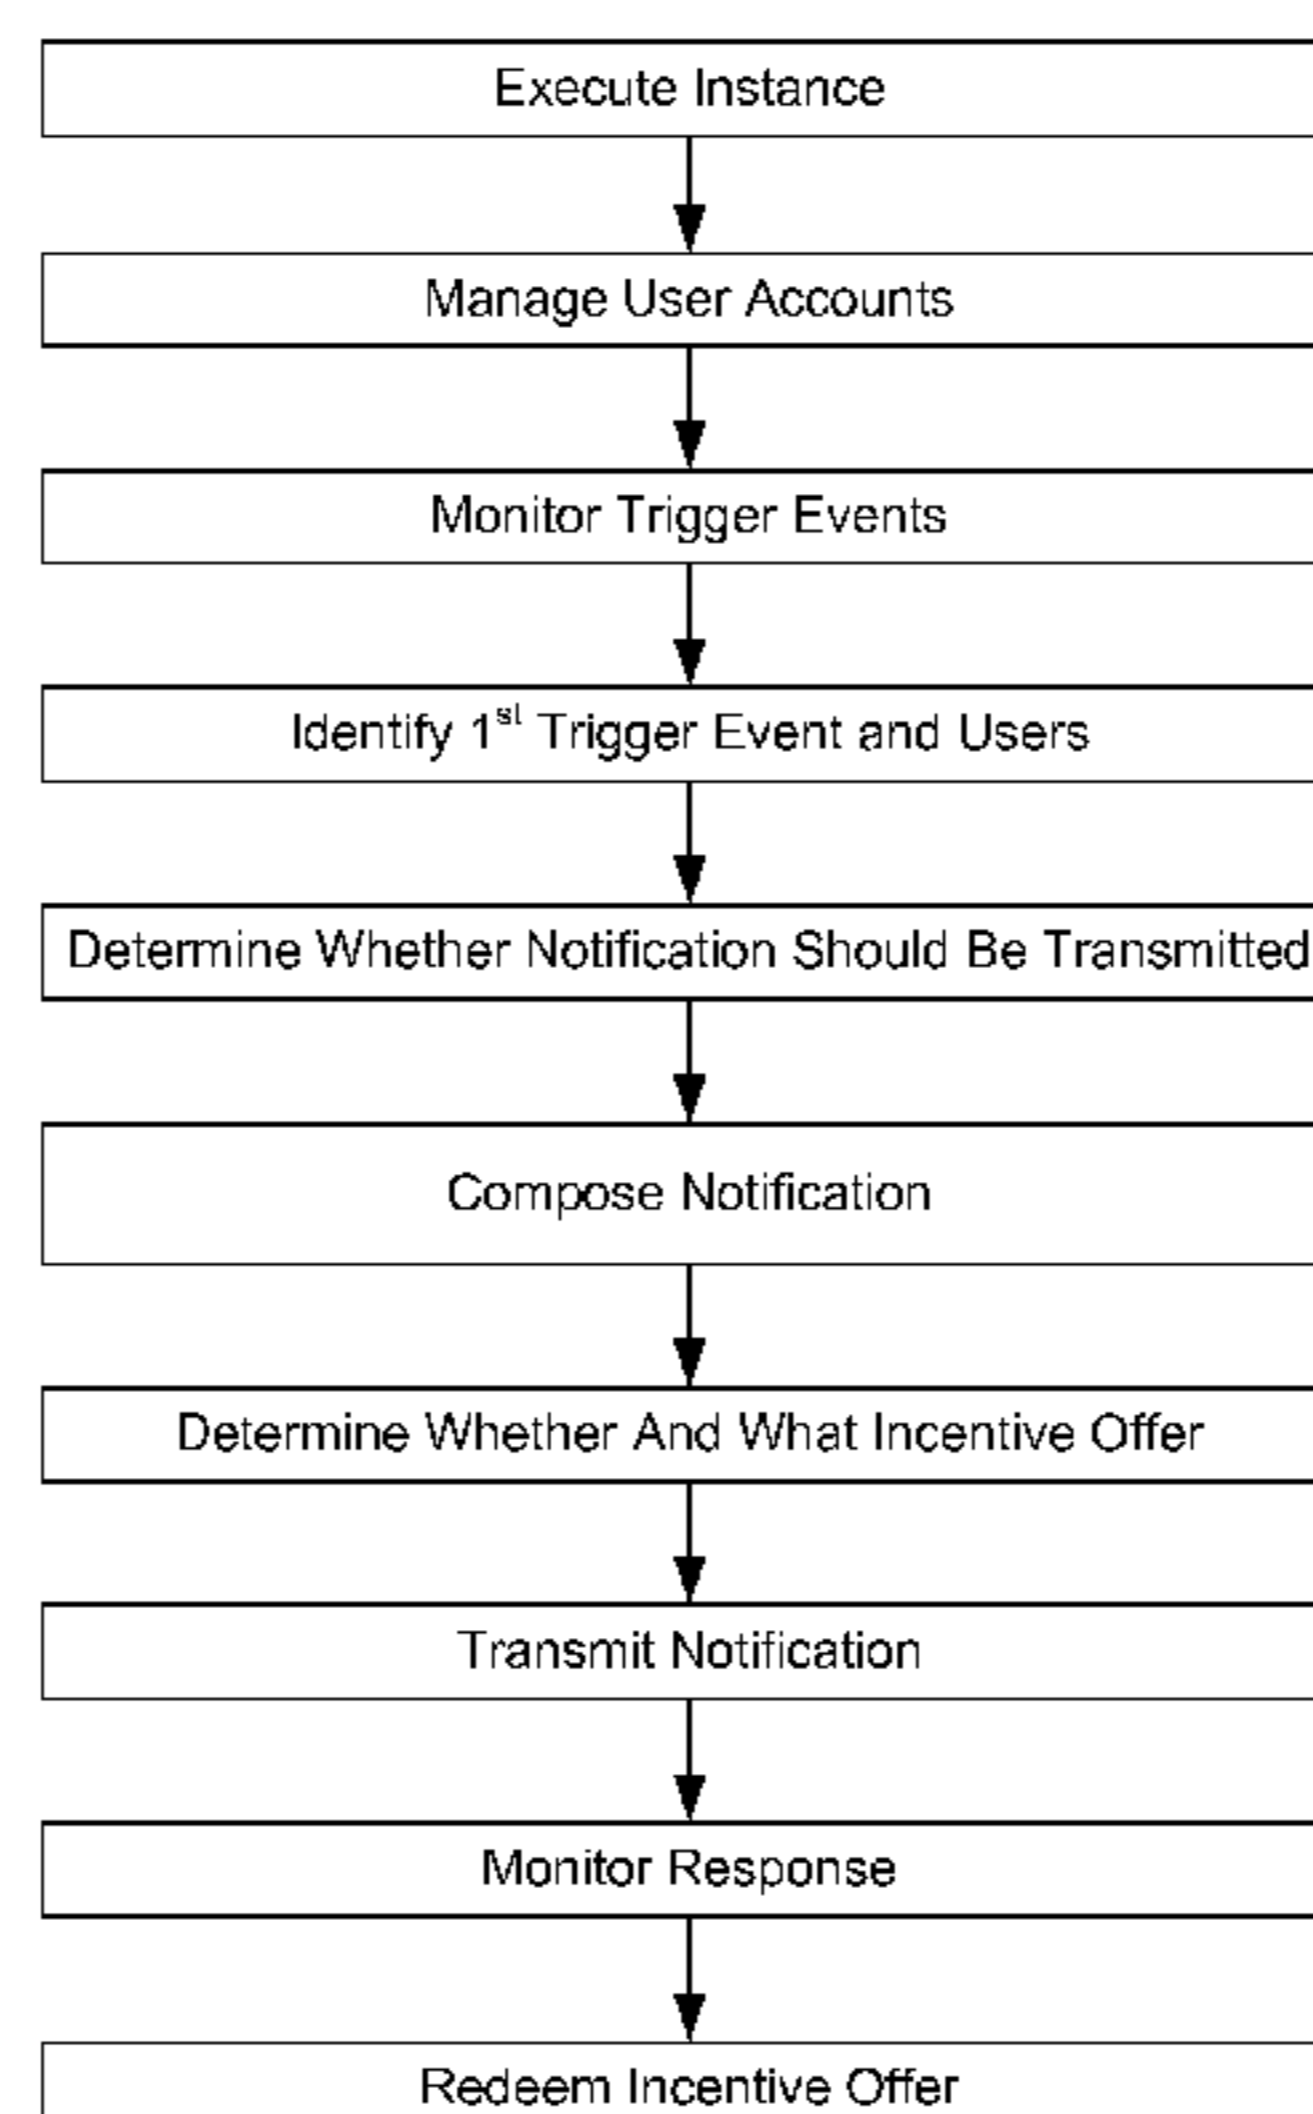 Execute Instance
Manage User Accounts
Monitor Trigger Events
Identify 1st Trigger Event and Users
Determine Whether Notification Should Be Transmitted
Compose Notification
Determine Whether And What Incentive Offer
Transmit Notification
Monitor Response
Redeem Incentive Offer